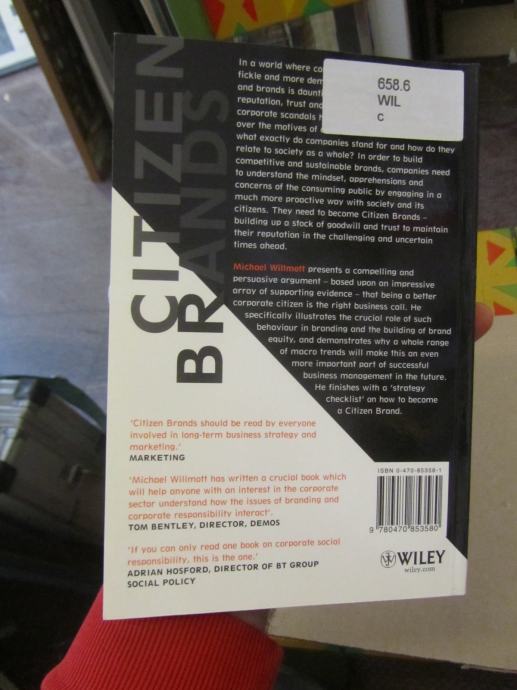 CITIZEN
BRANDS
In a world where co
fickle and more dem
and brands is daunt
reputation, trust and
corporate scandals h
over the motives of
what exactly do companies stand for and how do they
relate to society as a whole? In order to build
competitive and sustainable brands, companies need
to understand the mindset, apprehensions and
concerns of the consuming public by engaging in a
much more proactive way with society and its
citizens. They need to become Citizen Brands –
building up a stock of goodwill and trust to maintain
their reputation in the challenging and uncertain
times ahead.
658.6
WIL
C
Michael Willmott presents a compelling and
persuasive argument – based upon an impressive
array of supporting evidence – that being a better
corporate citizen is the right business call. He
specifically illustrates the crucial role of such
behaviour in branding and the building of brand
equity, and demonstrates why a whole range
of macro trends will make this an even
more important part of successful
business management in the future.
He finishes with a 'strategy
checklist' on how to become
a Citizen Brand.
'Citizen Brands should be read by everyone
involved in long-term business strategy and
marketing.'
MARKETING
'Michael Willmott has written a crucial book which
will help anyone with an interest in the corporate
sector understand how the issues of branding and
corporate responsibility interact'.
TOM BENTLEY, DIRECTOR, DEMOS
'If you can only read one book on corporate social
responsibility, this is the one.'
ADRIAN HOSFORD, DIRECTOR OF BT GROUP
SOCIAL POLICY
ISBN 0-470-85358-1
9 780470 853580
WILEY
wiley.com